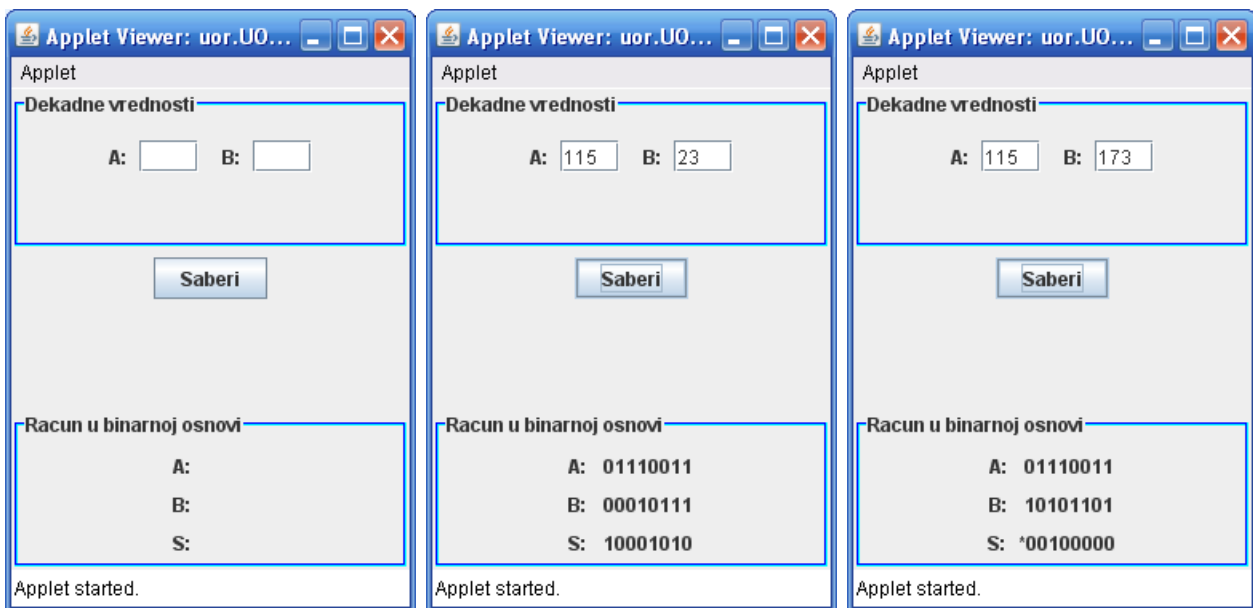 Applet Viewer: uor.UO...
Applet
Dekadne vrednosti
A: B:
Saberi
Racun u binarnoj osnovi
A:
B:
S:
Applet started.
Applet Viewer: uor.UO...
Applet
Dekadne vrednosti
A: 115 B: 23
Saberi
Racun u binarnoj osnovi
A: 01110011
B: 00010111
S: 10001010
Applet started.
Applet Viewer: uor.UO...
Applet
Dekadne vrednosti
A: 115 B: 173
Saberi
Racun u binarnoj osnovi
A: 01110011
B: 10101101
S: *00100000
Applet started.